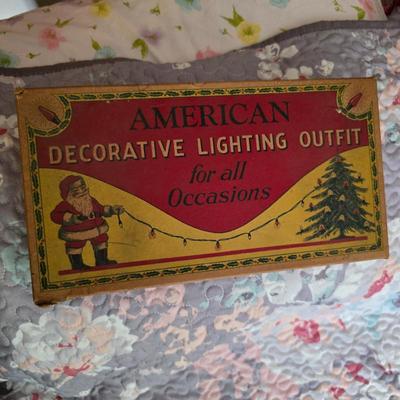 AMERICAN
DECORATIVE LIGHTING OUTFIT
for all
Occasions